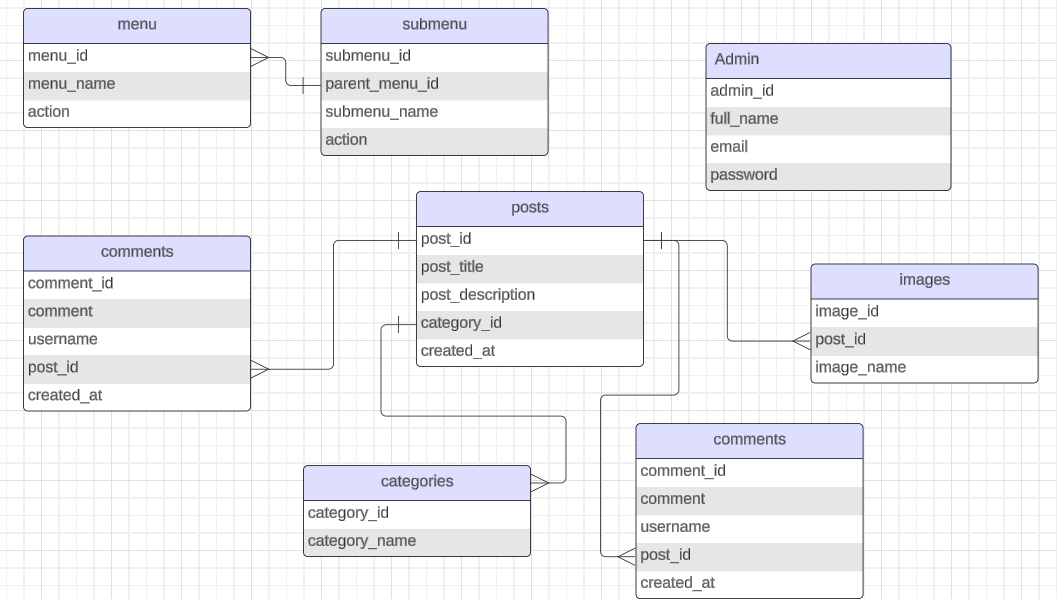 menu
menu_id
menu_name
action
submenu
submenu_id
parent_menu_id
submenu_name
action
Admin
admin_id
full_name
email
password
posts
post_id
post_title
post_description
category_id
created_at
comments
comment_id
comment
username
post_id
created_at
images
image_id
post_id
image_name
categories
category_id
category_name
comments
comment_id
comment
username
post_id
created_at